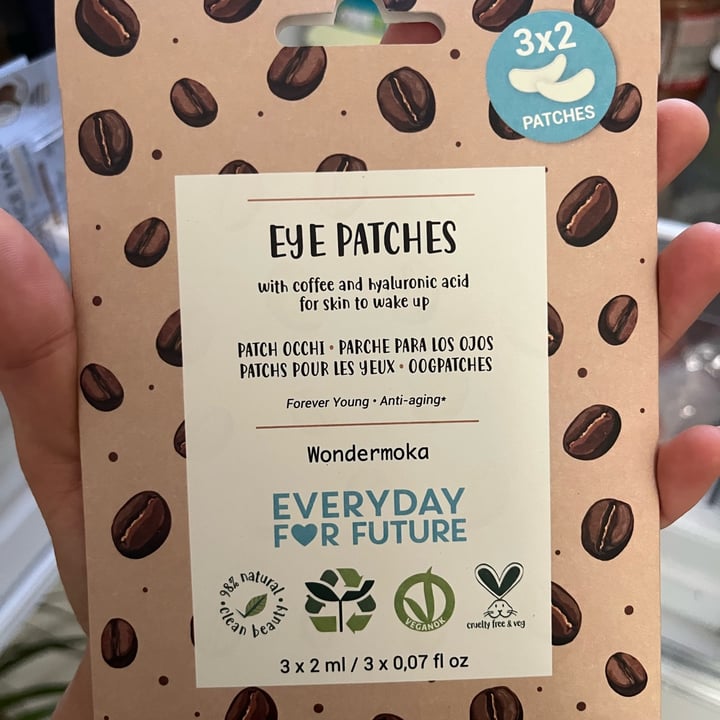 3x2
PATCHES
EYE PATCHES
with coffee and hyaluronic acid
for skin to wake up
PATCH OCCHI • PARCHE PARA LOS OJOS
PATCHS POUR LES YEUX • OOGPATCHES
Forever Young • Anti-aging*
Wondermoka
EVERYDAY
FOR FUTURE
98% natural
clean beauty
VEGANOK
cruelty free & veg
3 x 2 ml / 3 x 0,07 fl oz